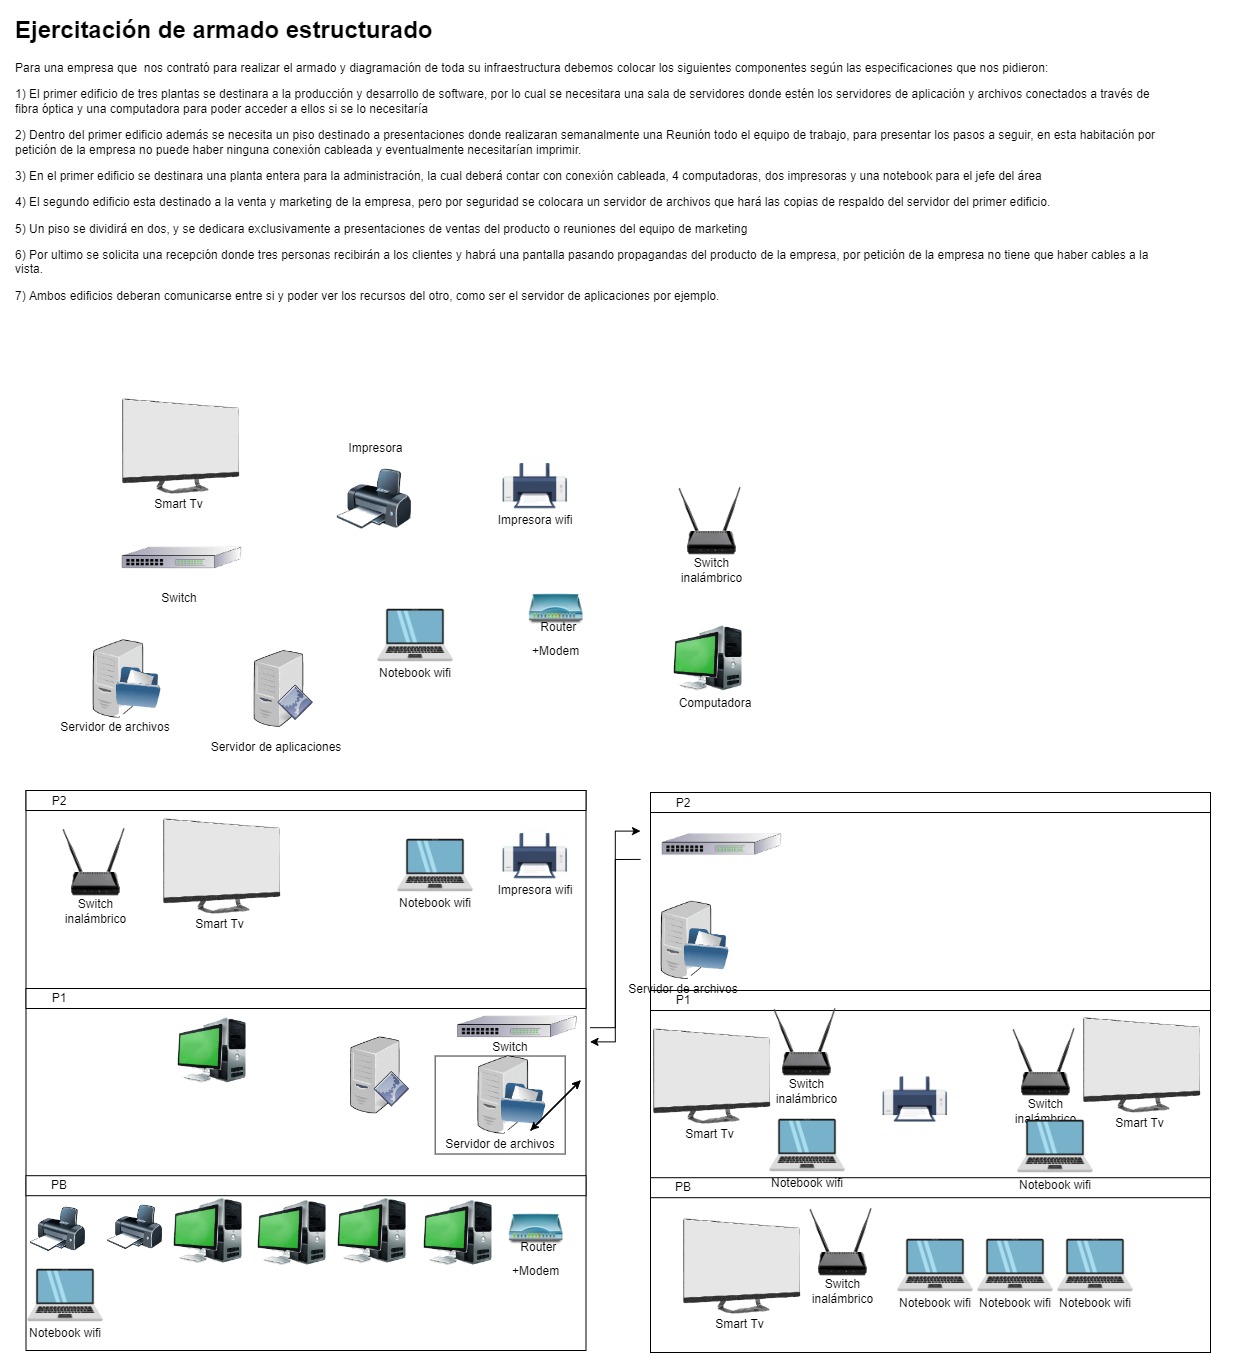 Ejercitación de armado estructurado
Para una empresa que  nos contrató para realizar el armado y diagramación de toda su infraestructura debemos colocar los siguientes componentes según las especificaciones que nos pidieron:
1) El primer edificio de tres plantas se destinara a la producción y desarrollo de software, por lo cual se necesitara una sala de servidores donde estén los servidores de aplicación y archivos conectados a través de
fibra óptica y una computadora para poder acceder a ellos si se lo necesitaría
2) Dentro del primer edificio además se necesita un piso destinado a presentaciones donde realizaran semanalmente una Reunión todo el equipo de trabajo, para presentar los pasos a seguir, en esta habitación por
petición de la empresa no puede haber ninguna conexión cableada y eventualmente necesitarían imprimir.
3) En el primer edificio se destinara una planta entera para la administración, la cual deberá contar con conexión cableada, 4 computadoras, dos impresoras y una notebook para el jefe del área
4) El segundo edificio esta destinado a la venta y marketing de la empresa, pero por seguridad se colocara un servidor de archivos que hará las copias de respaldo del servidor del primer edificio.
5) Un piso se dividirá en dos, y se dedicara exclusivamente a presentaciones de ventas del producto o reuniones del equipo de marketing
6) Por ultimo se solicita una recepción donde tres personas recibirán a los clientes y habrá una pantalla pasando propagandas del producto de la empresa, por petición de la empresa no tiene que haber cables a la
vista.
7) Ambos edificios deberan comunicarse entre si y poder ver los recursos del otro, como ser el servidor de aplicaciones por ejemplo.
Smart Tv
Impresora
Impresora wifi
Switch
inalámbrico
Switch
Notebook wifi
Router
+Modem
Computadora
Servidor de archivos
Servidor de aplicaciones
P2
Switch
inalámbrico
Smart Tv
Notebook wifi
Impresora wifi
P1
Switch
Servidor de archivos
PB
Router
+Modem
Notebook wifi
P2
Servidor de archivos
P1
Smart Tv
Switch
inalámbrico
Notebook wifi
Switch
inalámbrico
Notebook wifi
Smart Tv
PB
Smart Tv
Switch
inalámbrico
Notebook wifi
Notebook wifi
Notebook wifi